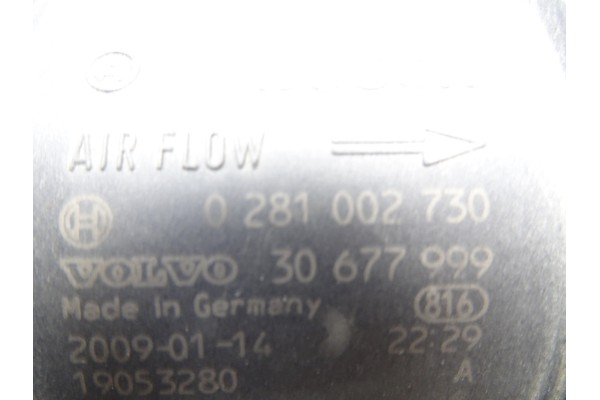 AIR FLOW
0 281 002 730
VOLVO 30 677 999
Made in Germany 816
2009-01-14 22:29
19053280 A